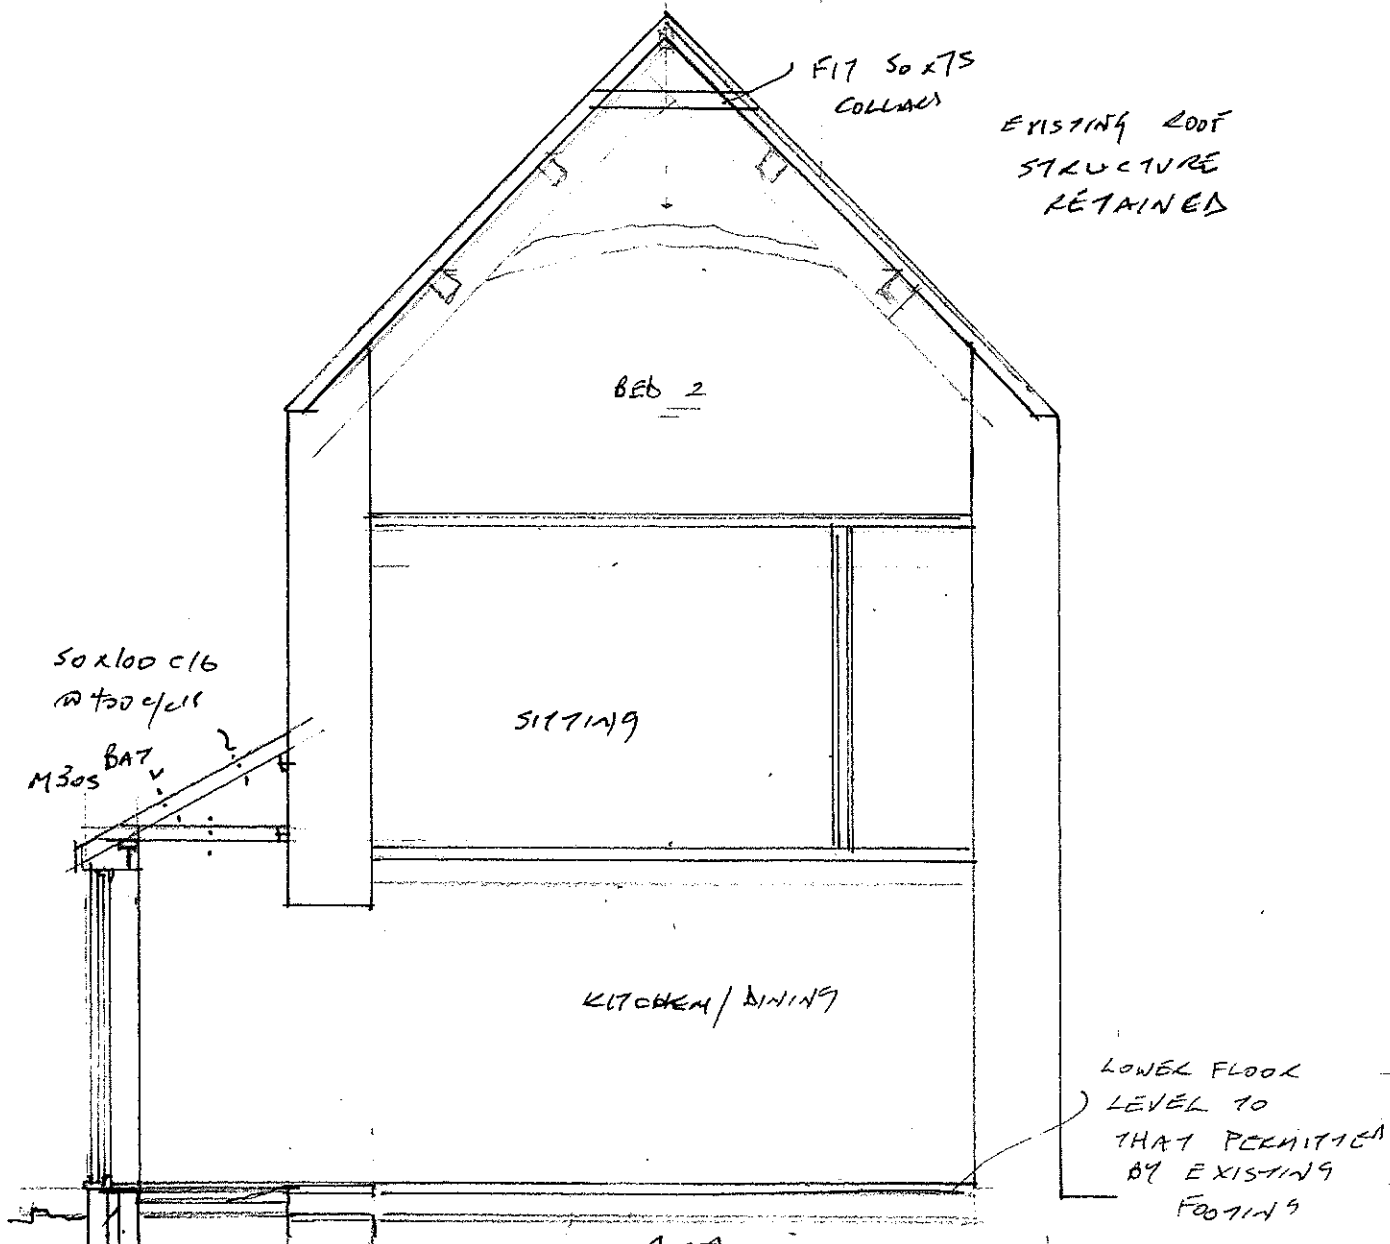 FIT 50 x 75
COLLARS
EXISTING ROOF
STRUCTURE
RETAINED
BED 2
50 x 100 C16
@ 400 c/cs
BAT
M30S
SITTING
KITCHEN/DINING
LOWER FLOOR
LEVEL TO
THAT PERMITTED
BY EXISTING
FOOTING